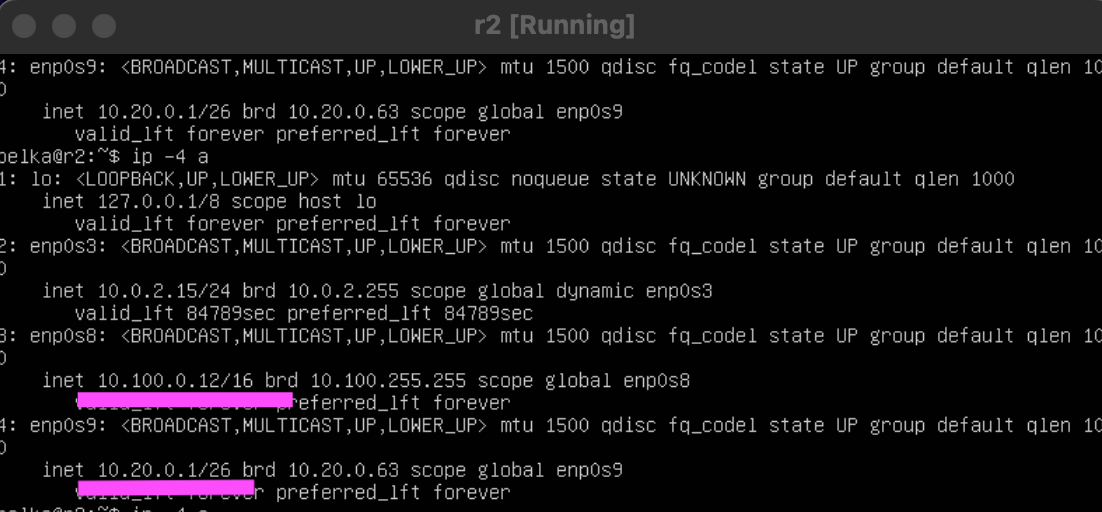 r2 [Running]
4: enp0s9: <BROADCAST,MULTICAST,UP,LOWER_UP> mtu 1500 qdisc fq_codel state UP group default qlen 10
0
inet 10.20.0.1/26 brd 10.20.0.63 scope global enp0s9
valid_lft forever preferred_lft forever
belka@r2:~$ ip -4 a
1: lo: <LOOPBACK,UP,LOWER_UP> mtu 65536 qdisc noqueue state UNKNOWN group default qlen 1000
inet 127.0.0.1/8 scope host lo
valid_lft forever preferred_lft forever
2: enp0s3: <BROADCAST,MULTICAST,UP,LOWER_UP> mtu 1500 qdisc fq_codel state UP group default qlen 10
0
inet 10.0.2.15/24 brd 10.0.2.255 scope global dynamic enp0s3
valid_lft 84789sec preferred_lft 84789sec
3: enp0s8: <BROADCAST,MULTICAST,UP,LOWER_UP> mtu 1500 qdisc fq_codel state UP group default qlen 10
0
inet 10.100.0.12/16 brd 10.100.255.255 scope global enp0s8
preferred_lft forever
4: enp0s9: <BROADCAST,MULTICAST,UP,LOWER_UP> mtu 1500 qdisc fq_codel state UP group default qlen 10
0
inet 10.20.0.1/26 brd 10.20.0.63 scope global enp0s9
preferred_lft forever